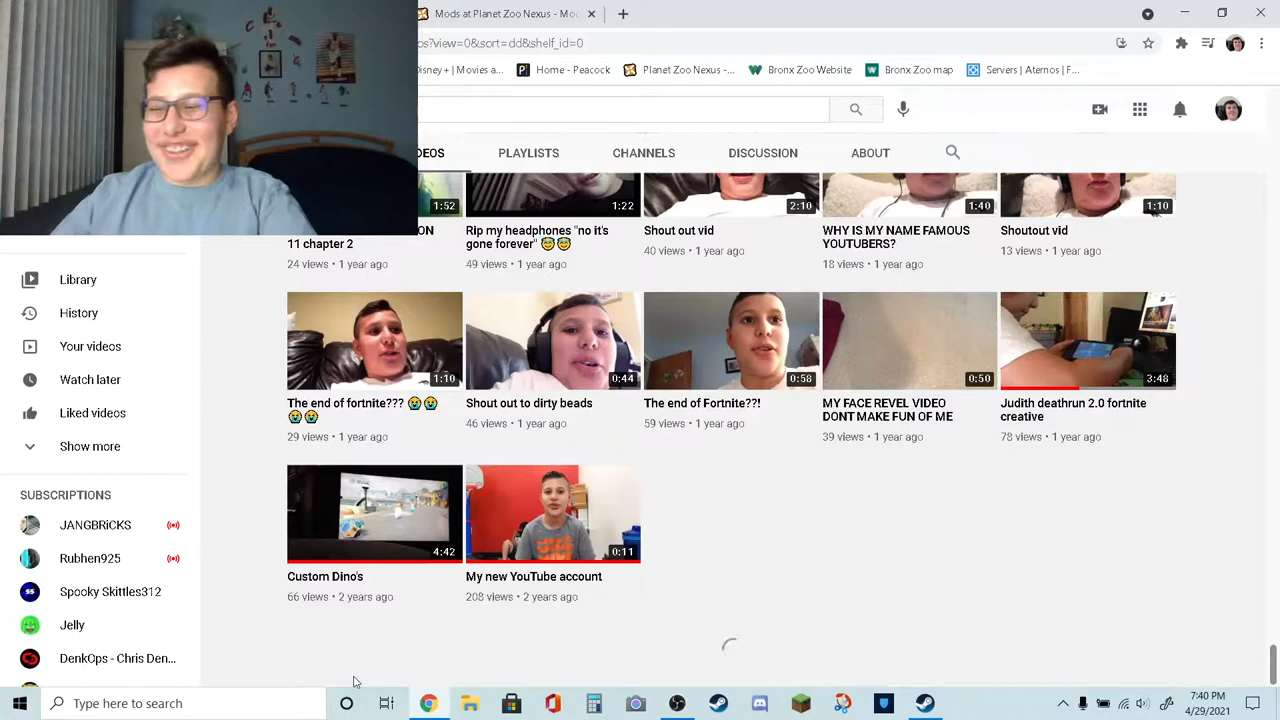 Mods at Planet Zoo Nexus - Mo
os?view=0&sort=dd&shelf_id=0
Disney+ | Movies a...
Home - Peacock
Planet Zoo Nexus -...
Bronx Zoo Website
Bronx Zoo map
Servers | Aternos | F...
DEOS
PLAYLISTS
CHANNELS
DISCUSSION
ABOUT
1:52
1:22
2:10
1:40
1:10
ON
11 chapter 2
24 views • 1 year ago
Rip my headphones "no it's
gone forever" 😇😇
49 views • 1 year ago
Shout out vid
40 views • 1 year ago
WHY IS MY NAME FAMOUS
YOUTUBERS?
18 views • 1 year ago
Shoutout vid
13 views • 1 year ago
Library
History
Your videos
Watch later
Liked videos
Show more
1:10
0:44
0:58
0:50
3:48
The end of fortnite??? 😭😭
😭😭
29 views • 1 year ago
Shout out to dirty beads
46 views • 1 year ago
The end of Fortnite??!
59 views • 1 year ago
MY FACE REVEL VIDEO
DONT MAKE FUN OF ME
39 views • 1 year ago
Judith deathrun 2.0 fortnite
creative
78 views • 1 year ago
SUBSCRIPTIONS
JANGBRiCKS
Rubhen925
Spooky Skittles312
Jelly
DenkOps - Chris Den...
4:42
0:11
Custom Dino's
66 views • 2 years ago
My new YouTube account
208 views • 2 years ago
Type here to search
7:40 PM
4/29/2021